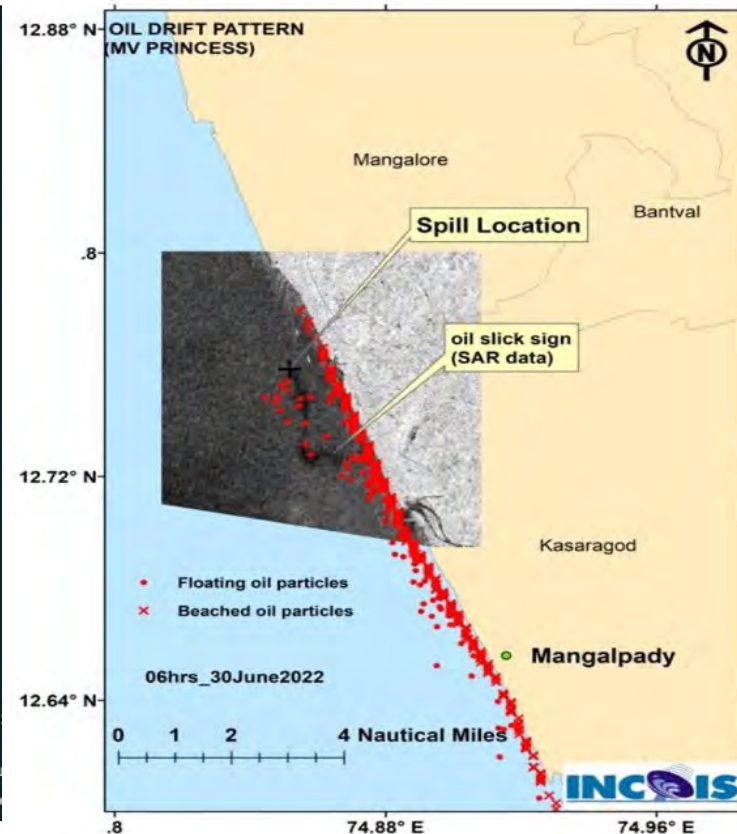 12.88° N
OIL DRIFT PATTERN
(MV PRINCESS)
N
Mangalore
Bantval
Spill Location
.8
oil slick sign
(SAR data)
12.72° N
Kasaragod
Floating oil particles
Beached oil particles
Mangalpady
06hrs_30June2022
12.64° N
0 1 2 4 Nautical Miles
INCOIS
.8 74.88° E 74.96° E